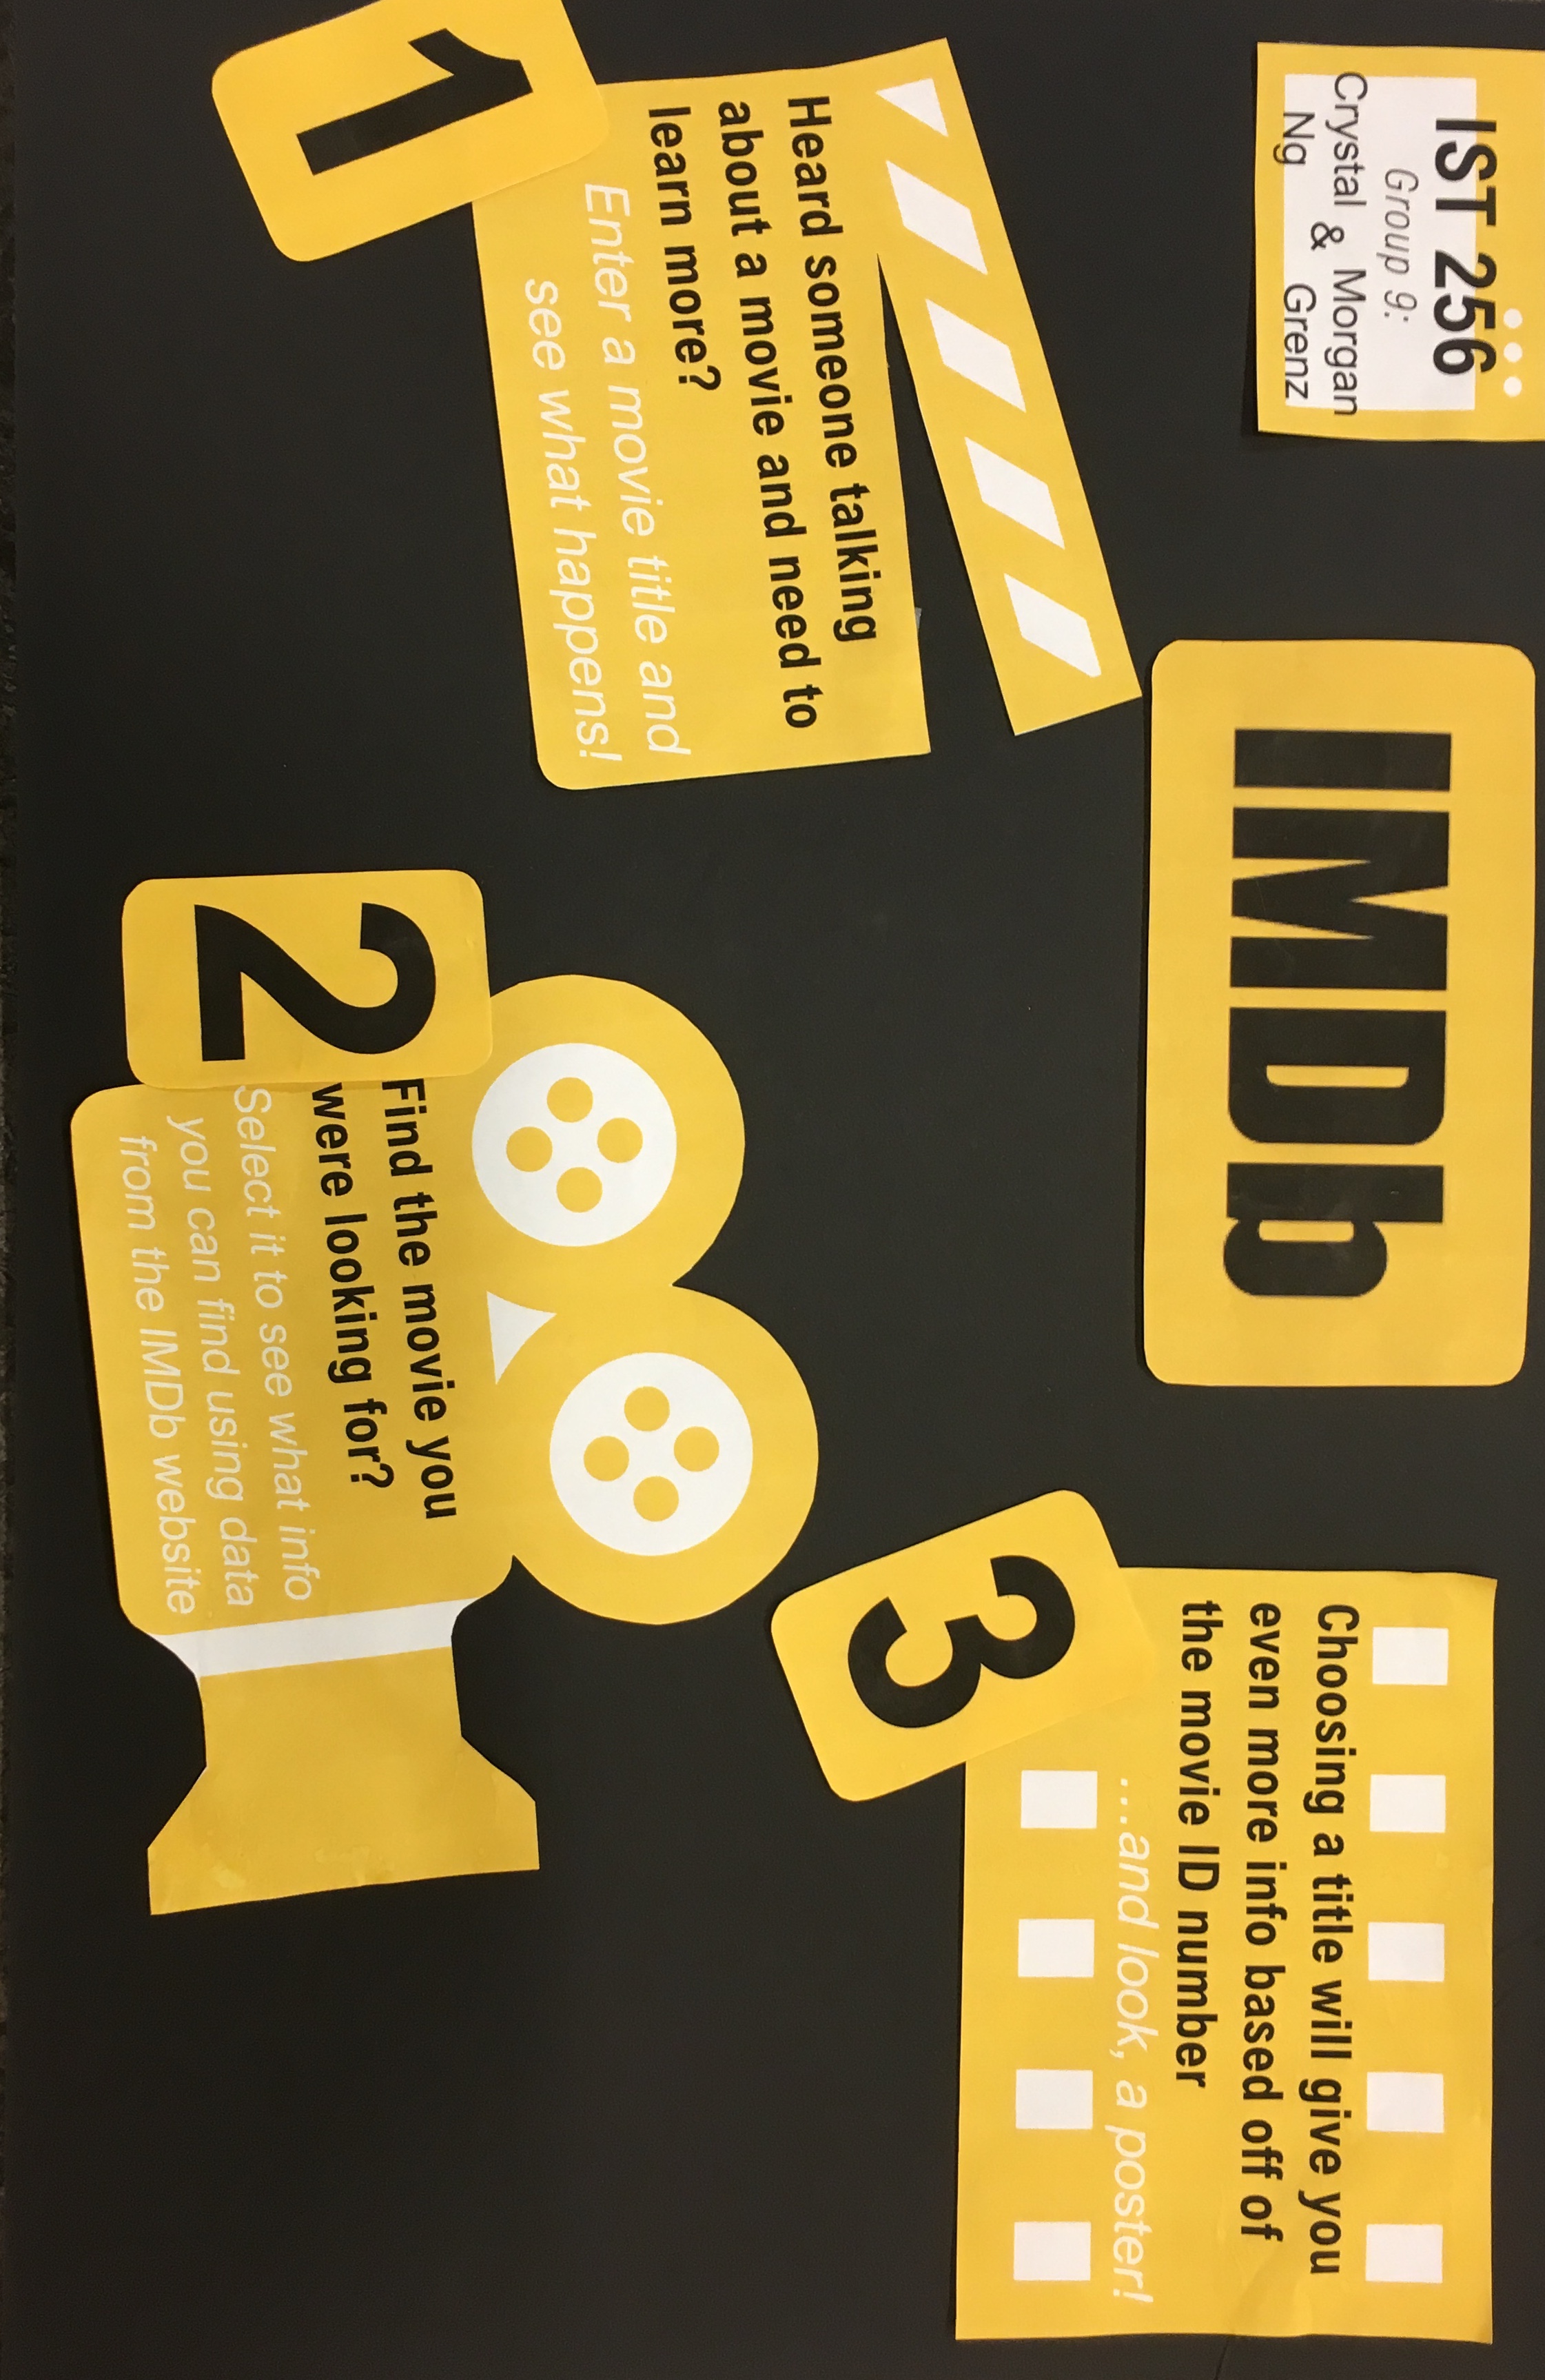 IST 256
Group 9:
Crystal & Morgan
Ng Grenz
IMDb
1
Heard someone talking
about a movie and need to
learn more?
Enter a movie title and
see what happens!
2
Find the movie you
were looking for?
Select it to see what info
you can find using data
from the IMDb website
3
Choosing a title will give you
even more info based off of
the movie ID number
...and look, a poster!